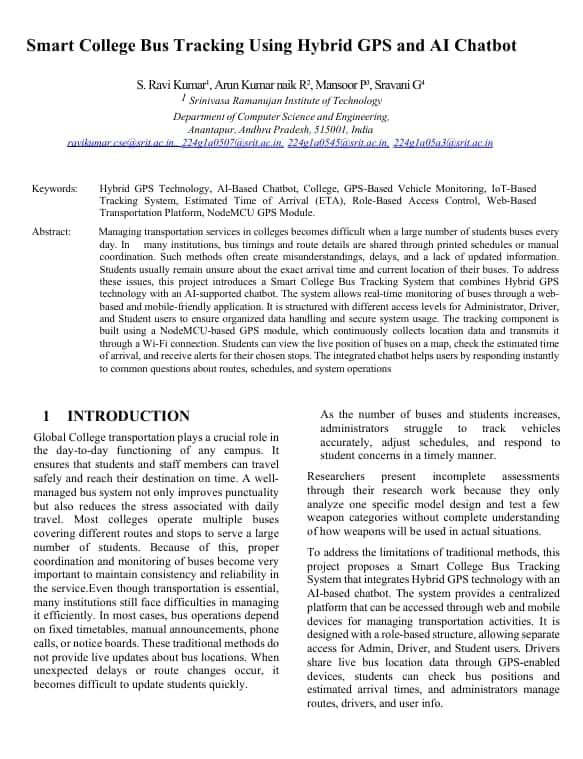 Smart College Bus Tracking Using Hybrid GPS and AI Chatbot
S. Ravi Kumar¹, Arun Kumar naik R², Mansoor P³, Sravani G⁴
1 Srinivasa Ramanujan Institute of Technology
Department of Computer Science and Engineering,
Anantapur, Andhra Pradesh, 515001, India
ravikumar.cse@srit.ac.in, 224g1a0507@srit.ac.in, 224g1a0545@srit.ac.in, 224g1a05a3@srit.ac.in
Keywords: Hybrid GPS Technology, AI-Based Chatbot, College, GPS-Based Vehicle Monitoring, IoT-Based
Tracking System, Estimated Time of Arrival (ETA), Role-Based Access Control, Web-Based
Transportation Platform, NodeMCU GPS Module.
Abstract: Managing transportation services in colleges becomes difficult when a large number of students buses every
day. In many institutions, bus timings and route details are shared through printed schedules or manual
coordination. Such methods often create misunderstandings, delays, and a lack of updated information.
Students usually remain unsure about the exact arrival time and current location of their buses. To address
these issues, this project introduces a Smart College Bus Tracking System that combines Hybrid GPS
technology with an AI-supported chatbot. The system allows real-time monitoring of buses through a web-
based and mobile-friendly application. It is structured with different access levels for Administrator, Driver,
and Student users to ensure organized data handling and secure system usage. The tracking component is
built using a NodeMCU-based GPS module, which continuously collects location data and transmits it
through a Wi-Fi connection. Students can view the live position of buses on a map, check the estimated time
of arrival, and receive alerts for their chosen stops. The integrated chatbot helps users by responding instantly
to common questions about routes, schedules, and system operations
1 INTRODUCTION
Global College transportation plays a crucial role in
the day-to-day functioning of any campus. It
ensures that students and staff members can travel
safely and reach their destination on time. A well-
managed bus system not only improves punctuality
but also reduces the stress associated with daily
travel. Most colleges operate multiple buses
covering different routes and stops to serve a large
number of students. Because of this, proper
coordination and monitoring of buses become very
important to maintain consistency and reliability in
the service.Even though transportation is essential,
many institutions still face difficulties in managing
it efficiently. In most cases, bus operations depend
on fixed timetables, manual announcements, phone
calls, or notice boards. These traditional methods do
not provide live updates about bus locations. When
unexpected delays or route changes occur, it
becomes difficult to update students quickly.
As the number of buses and students increases,
administrators struggle to track vehicles
accurately, adjust schedules, and respond to
student concerns in a timely manner.
Researchers present incomplete assessments
through their research work because they only
analyze one specific model design and test a few
weapon categories without complete understanding
of how weapons will be used in actual situations.
To address the limitations of traditional methods, this
project proposes a Smart College Bus Tracking
System that integrates Hybrid GPS technology with an
AI-based chatbot. The system provides a centralized
platform that can be accessed through web and mobile
devices for managing transportation activities. It is
designed with a role-based structure, allowing separate
access for Admin, Driver, and Student users. Drivers
share live bus location data through GPS-enabled
devices, students can check bus positions and
estimated arrival times, and administrators manage
routes, drivers, and user info.